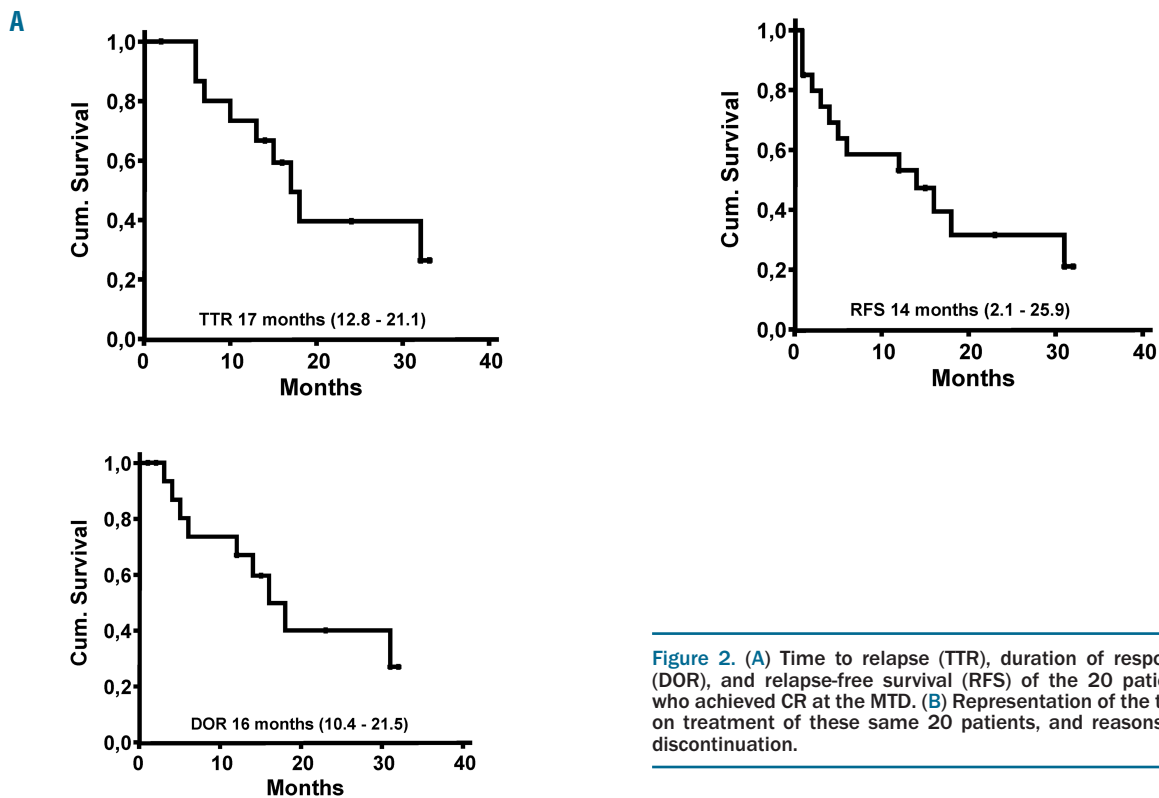 A
1,0
0,8
0,6
0,4
0,2
0,0
Cum. Survival
TTR 17 months (12.8 - 21.1)
0 10 20 30 40
Months
1,0
0,8
0,6
0,4
0,2
0,0
Cum. Survival
RFS 14 months (2.1 - 25.9)
0 10 20 30 40
Months
1,0
0,8
0,6
0,4
0,2
0,0
Cum. Survival
DOR 16 months (10.4 - 21.5)
0 10 20 30 40
Months
Figure 2. (A) Time to relapse (TTR), duration of respo
(DOR), and relapse-free survival (RFS) of the 20 patie
who achieved CR at the MTD. (B) Representation of the t
on treatment of these same 20 patients, and reasons
discontinuation.